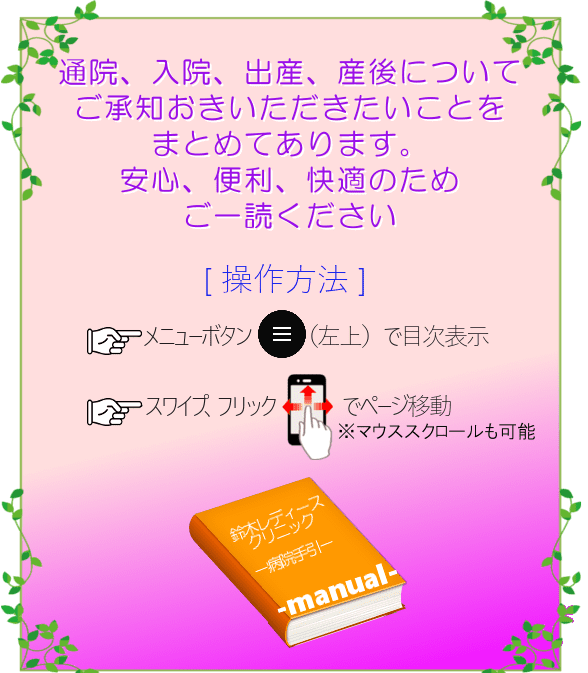 通院、入院、出産、産後について
ご承知おきいただきたいことを
まとめてあります。
安心、便利、快適のため
ご一読ください
[ 操作方法 ]
メニューボタン (左上) で目次表示
スワイプ、フリック でページ移動
※マウススクロールも可能
鈴木レディース
クリニック
―病院手引―
-manual-